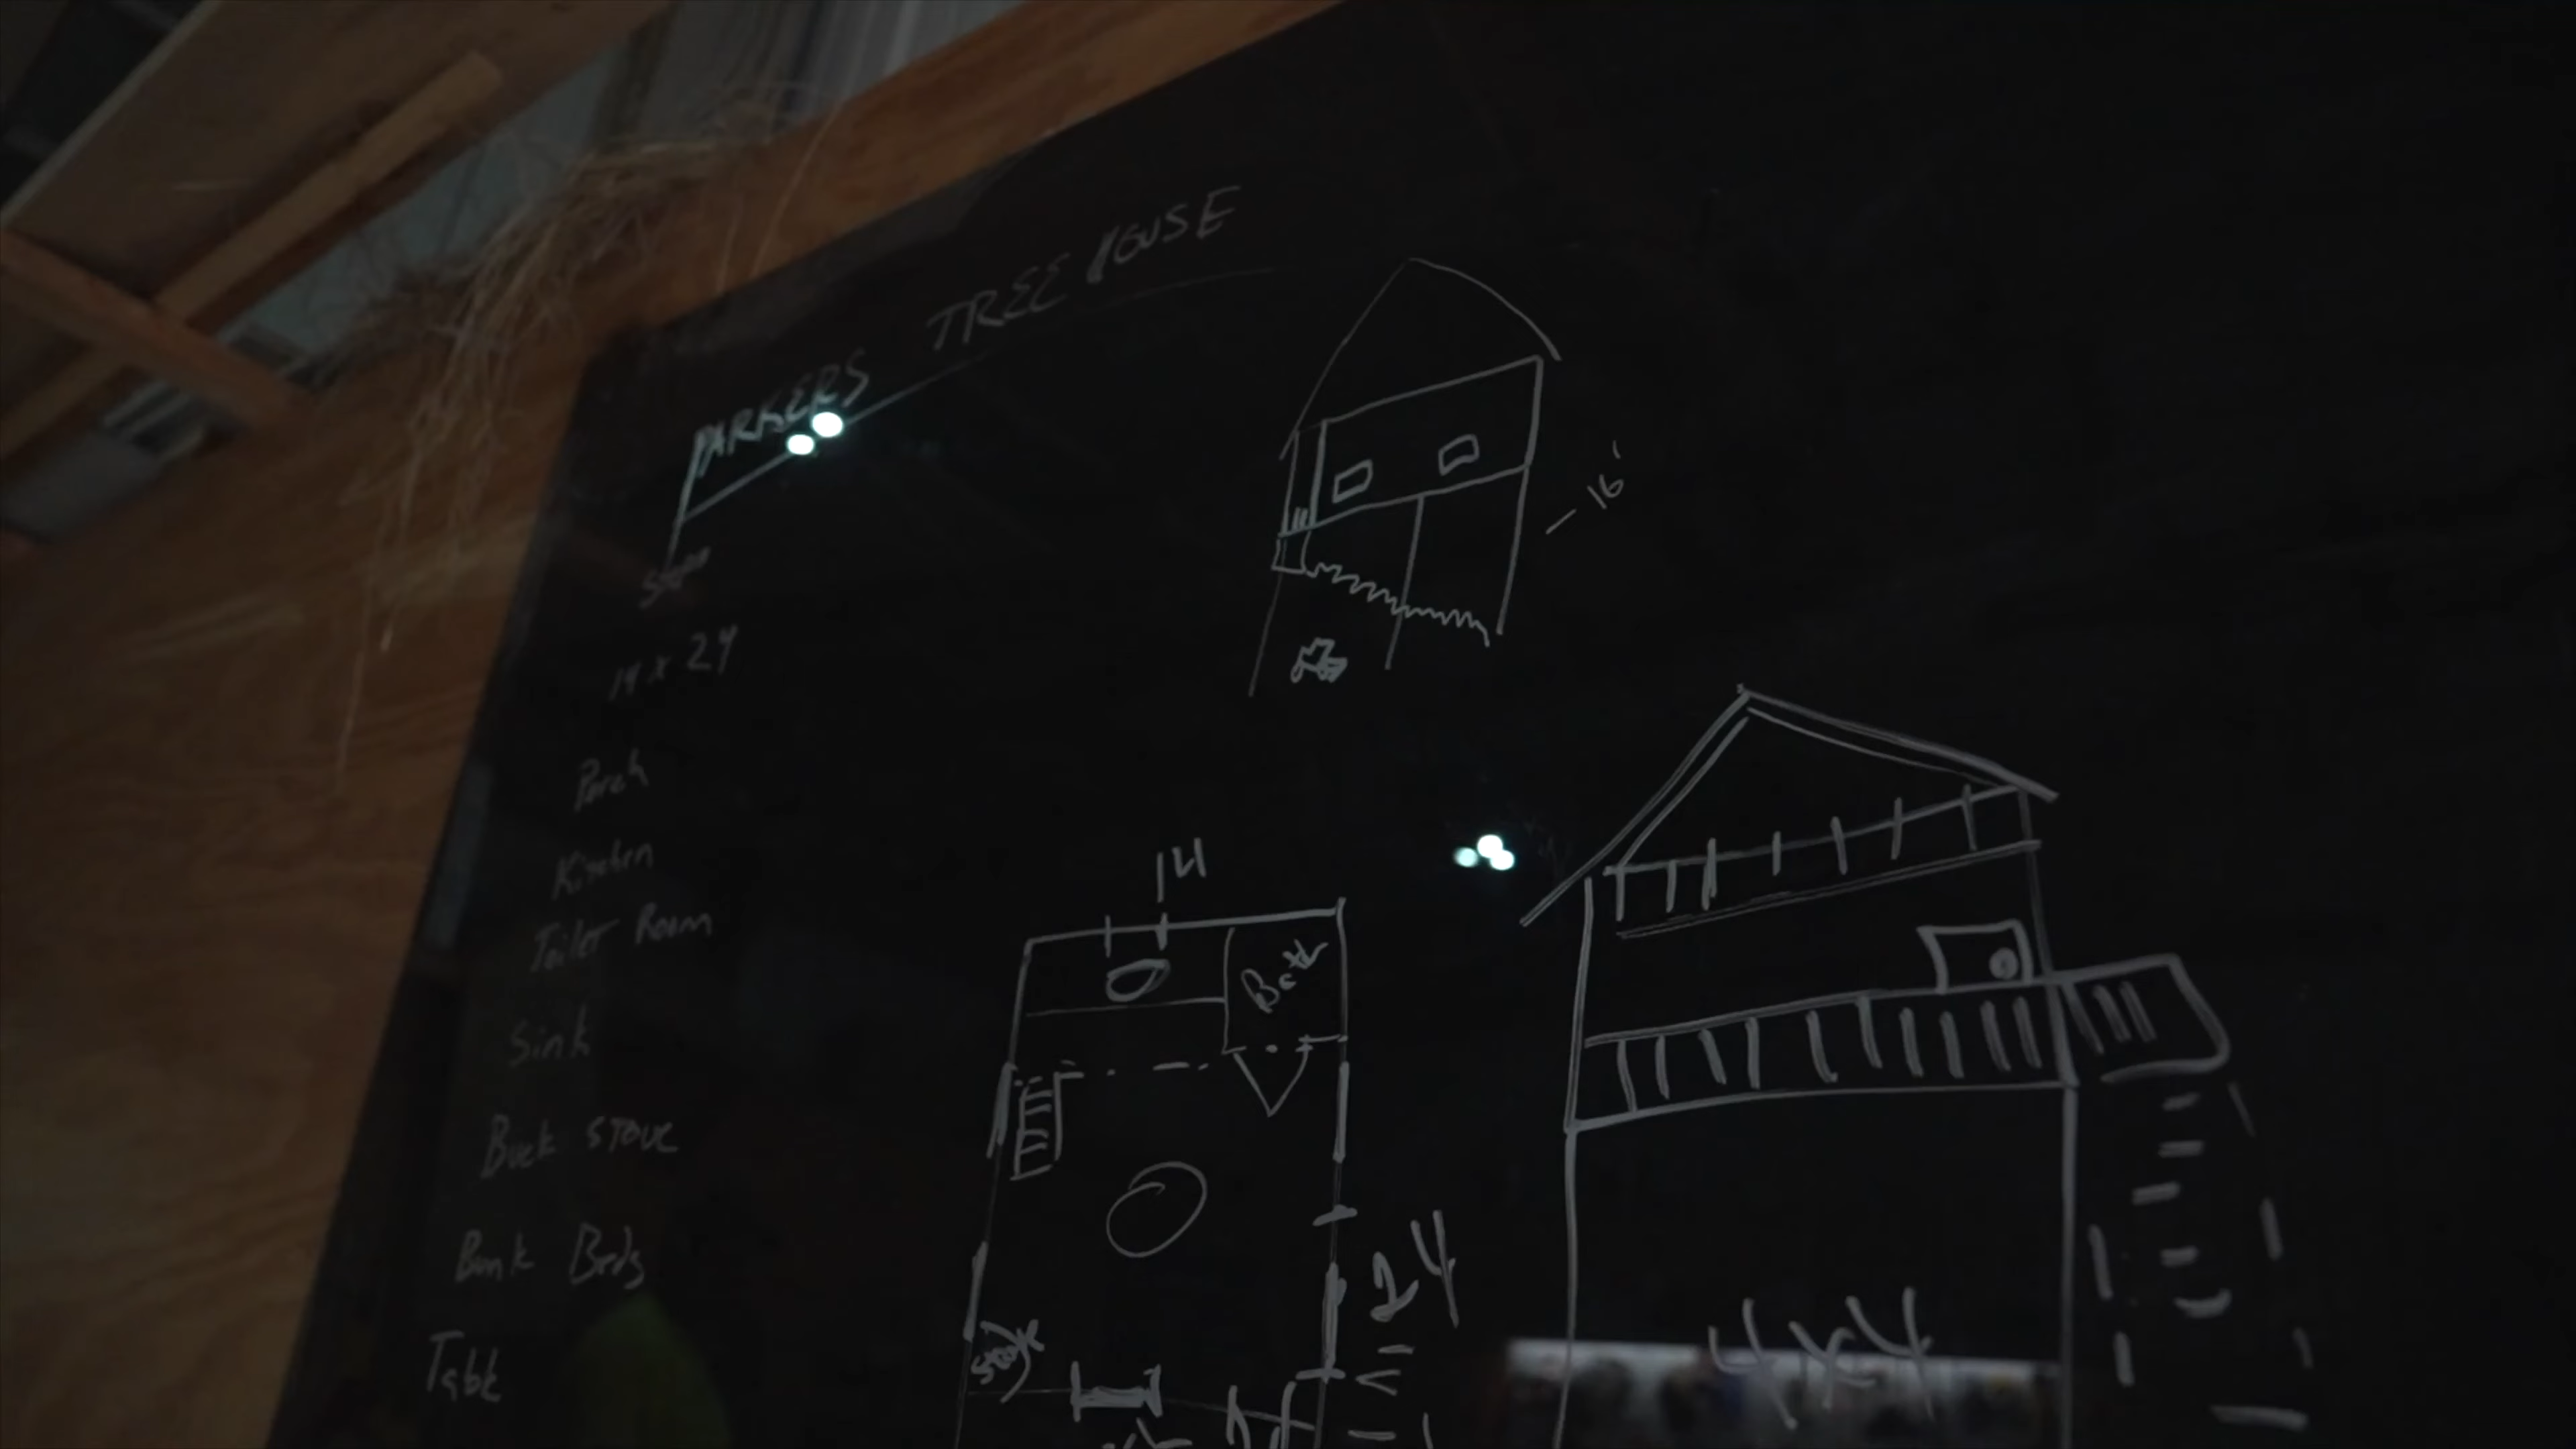 PARKERS TREE HOUSE
14 x 24
Porch
Kitchen
Toilet Room
Sink
Buck STOVE
Bunk Beds
Table
- 16'
14
Bath
24
Stove
4x4